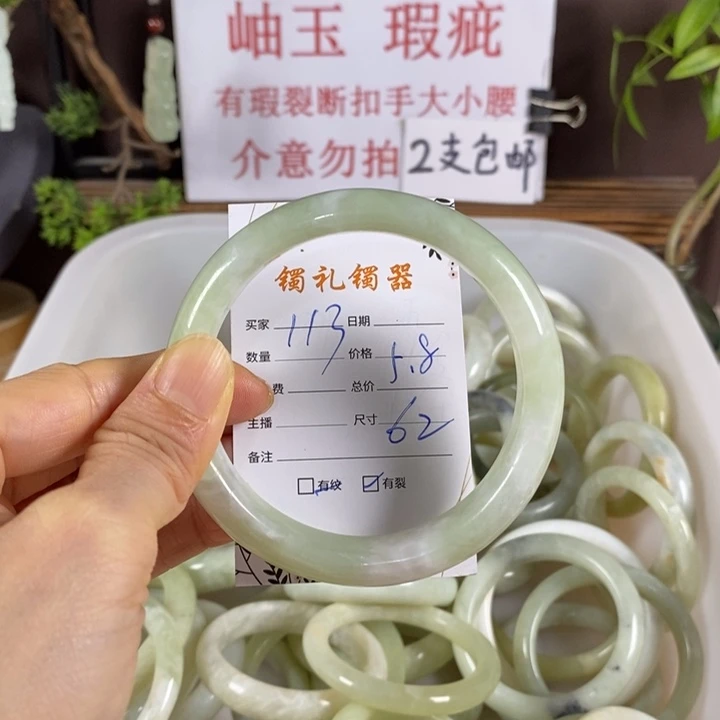 岫玉 瑕疵
有瑕裂断扣手大小腰
介意勿拍 2支包邮
镯礼镯器
买家 113 日期
数量 价格 5.8
费 总价
主播 尺寸 62
备注
有纹 有裂